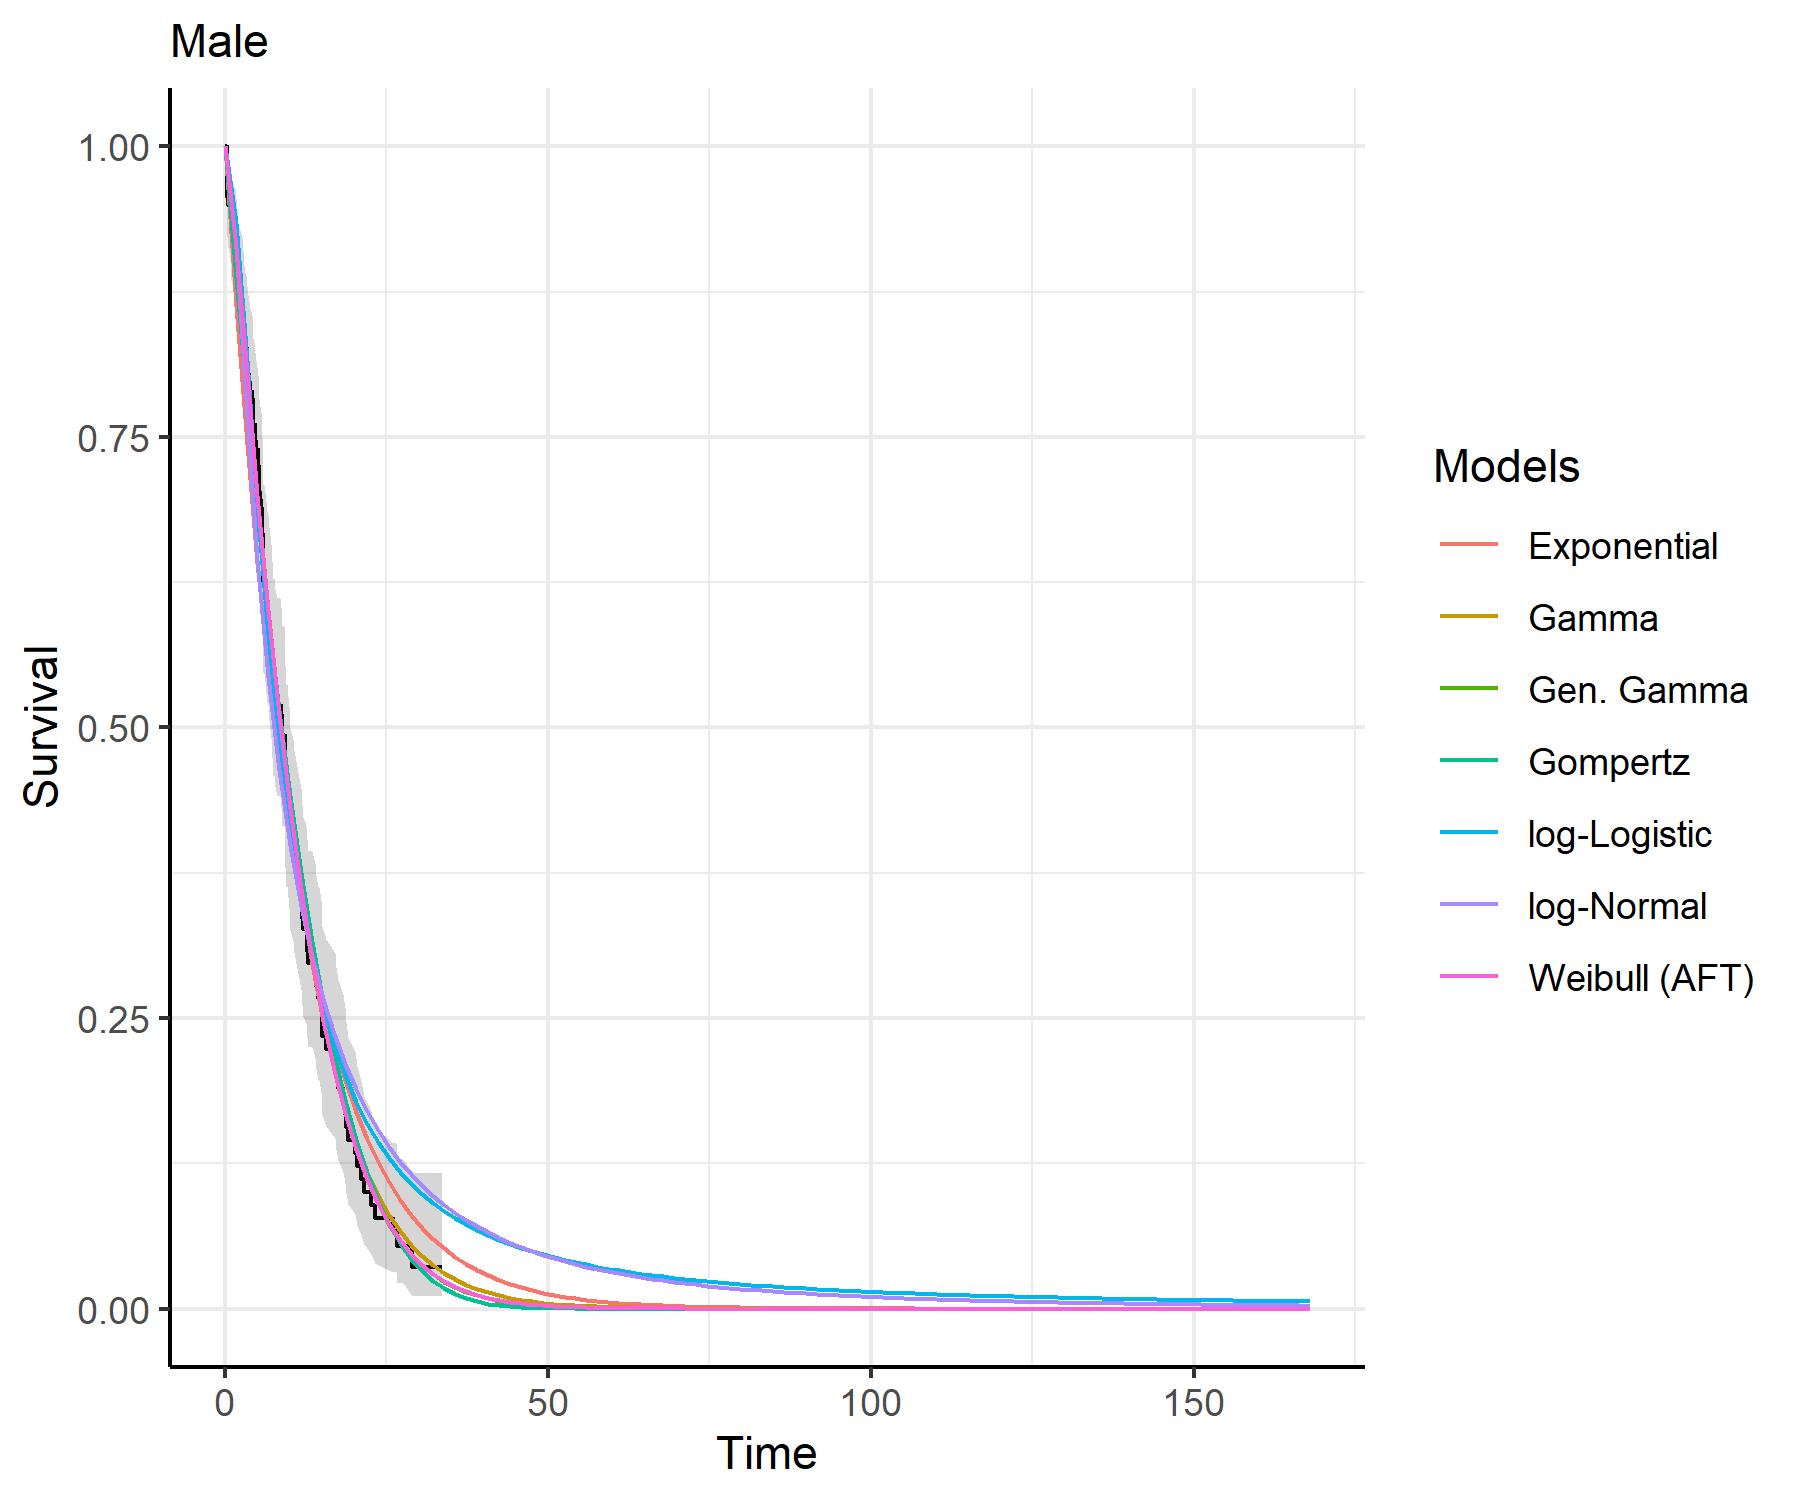 Male
1.00
0.75
0.50
0.25
0.00
Survival
0
50
100
150
Time
Models
Exponential
Gamma
Gen. Gamma
Gompertz
log-Logistic
log-Normal
Weibull (AFT)